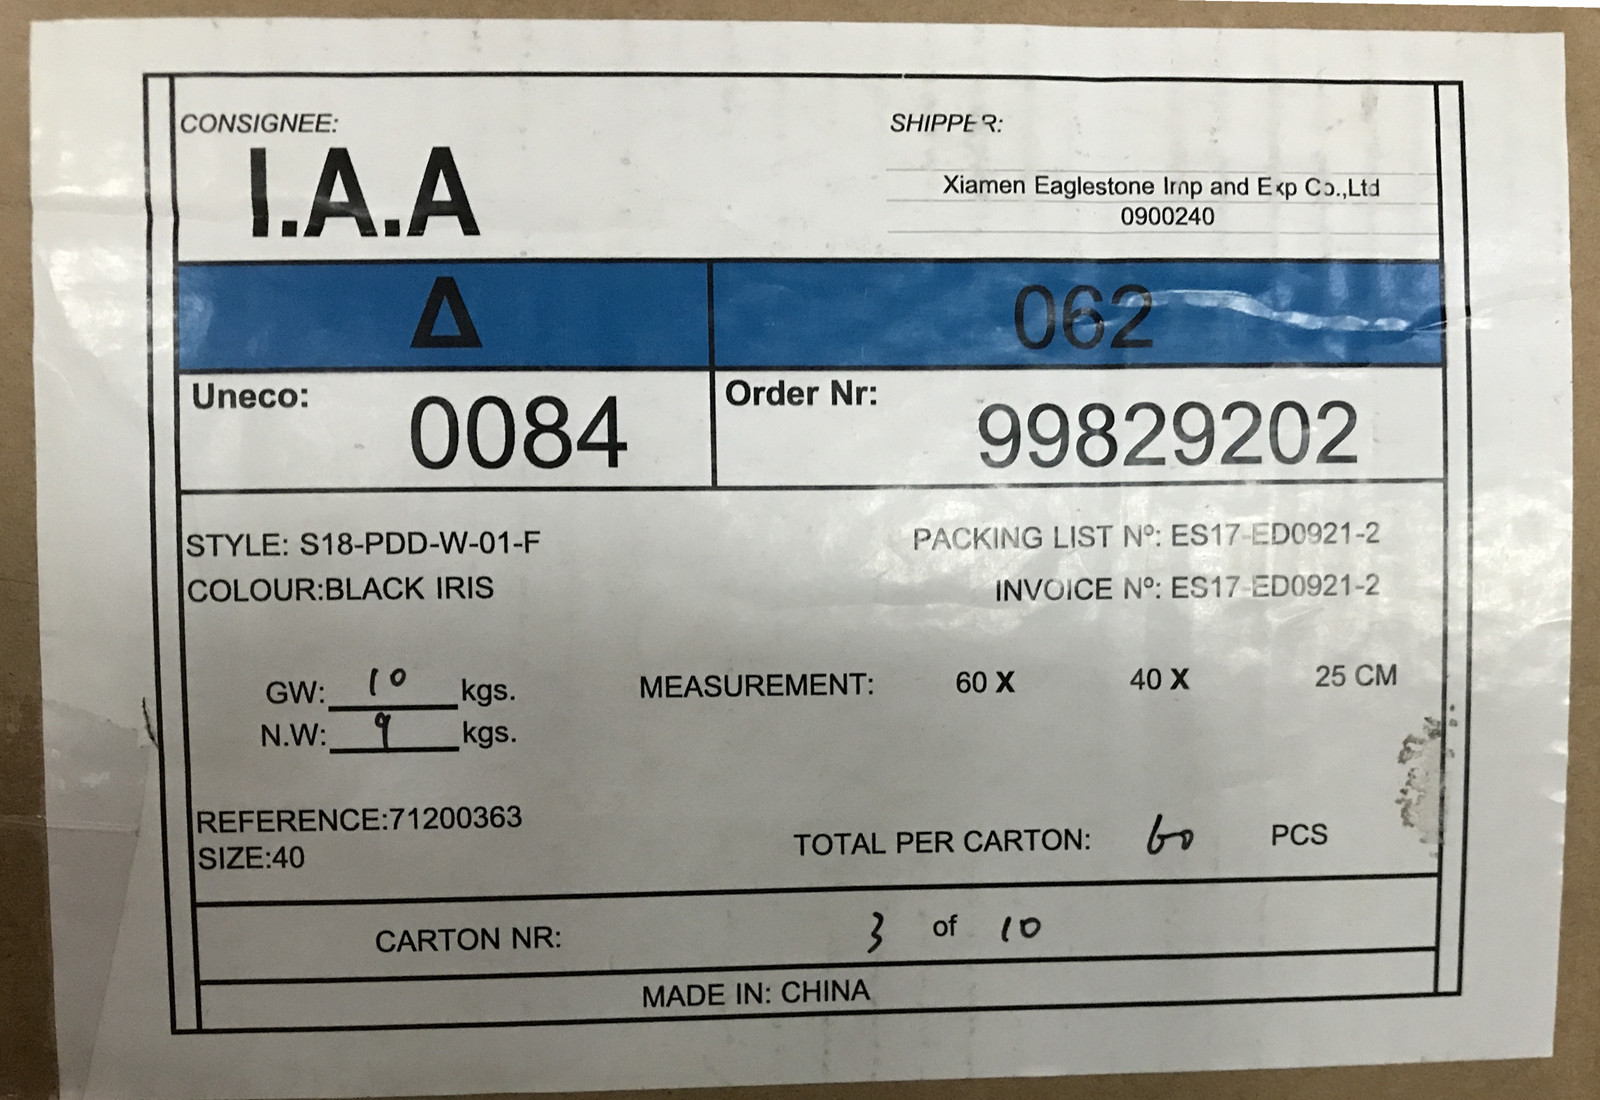 CONSIGNEE:
I.A.A
SHIPPER:
Xiamen Eaglestone Imp and Exp Co.,Ltd
0900240
Δ
062
Uneco: 0084
Order Nr: 99829202
STYLE: S18-PDD-W-01-F
COLOUR:BLACK IRIS
PACKING LIST Nº: ES17-ED0921-2
INVOICE Nº: ES17-ED0921-2
GW: 10 kgs.
N.W: 9 kgs.
MEASUREMENT: 60 X 40 X 25 CM
REFERENCE:71200363
SIZE:40
TOTAL PER CARTON: 60 PCS
CARTON NR: 3 of 10
MADE IN: CHINA